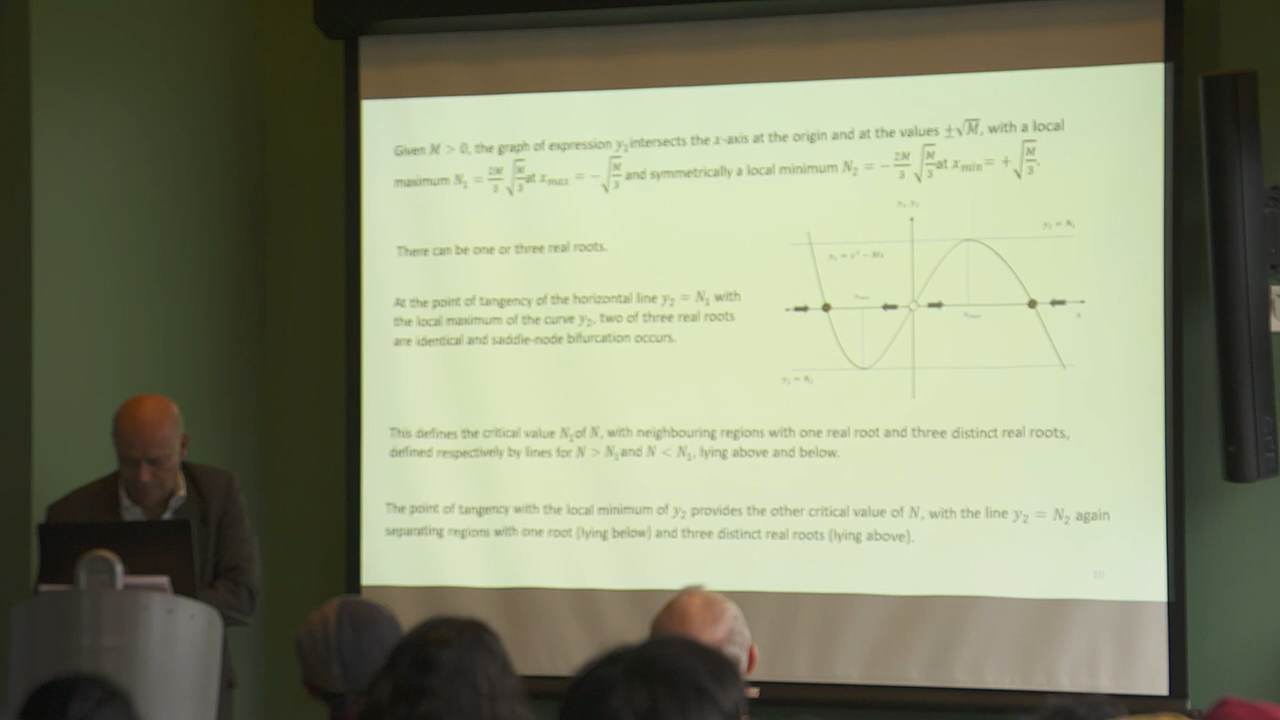 Given M > 0, the graph of expression y₂ intersects the x-axis at the origin and at the values ±√M, with a local
maximum N₁ = 2M/3 √(M/3) at x_max = −√(M/3) and symmetrically a local minimum N₂ = − 2M/3 √(M/3) at x_min = +√(M/3).
There can be one or three real roots.
At the point of tangency of the horizontal line y₂ = N₁ with
the local maximum of the curve y₂, two of three real roots
are identical and saddle-node bifurcation occurs.
This defines the critical value N₁ of N, with neighbouring regions with one real root and three distinct real roots,
defined respectively by lines for N > N₁ and N < N₁, lying above and below.
The point of tangency with the local minimum of y₂ provides the other critical value of N, with the line y₂ = N₂ again
separating regions with one root (lying below) and three distinct real roots (lying above).